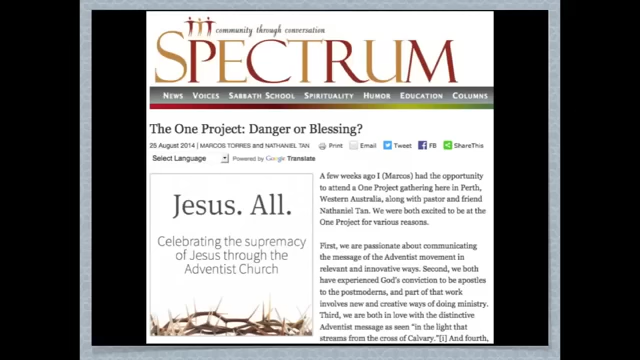 community through conversation
SPECTRUM
NEWS VOICES SABBATH SCHOOL SPIRITUALITY HUMOR EDUCATION COLUMNS
The One Project: Danger or Blessing?
25 August 2014 | MARCOS TORRES and NATHANIEL TAN Print Email Tweet FB ShareThis
Select Language Powered by Google Translate
Jesus. All.
Celebrating the supremacy
of Jesus through the
Adventist Church
A few weeks ago I (Marcos) had the opportunity
to attend a One Project gathering here in Perth,
Western Australia, along with pastor and friend
Nathaniel Tan. We were both excited to be at the
One Project for various reasons.
First, we are passionate about communicating
the message of the Adventist movement in
relevant and innovative ways. Second, we both
have experienced God's conviction to be apostles
to the postmoderns, and part of that work
involves new and creative ways of doing ministry.
Third, we are both in love with the distinctive
Adventist message as seen "in the light that
streams from the cross of Calvary."[i] And fourth,